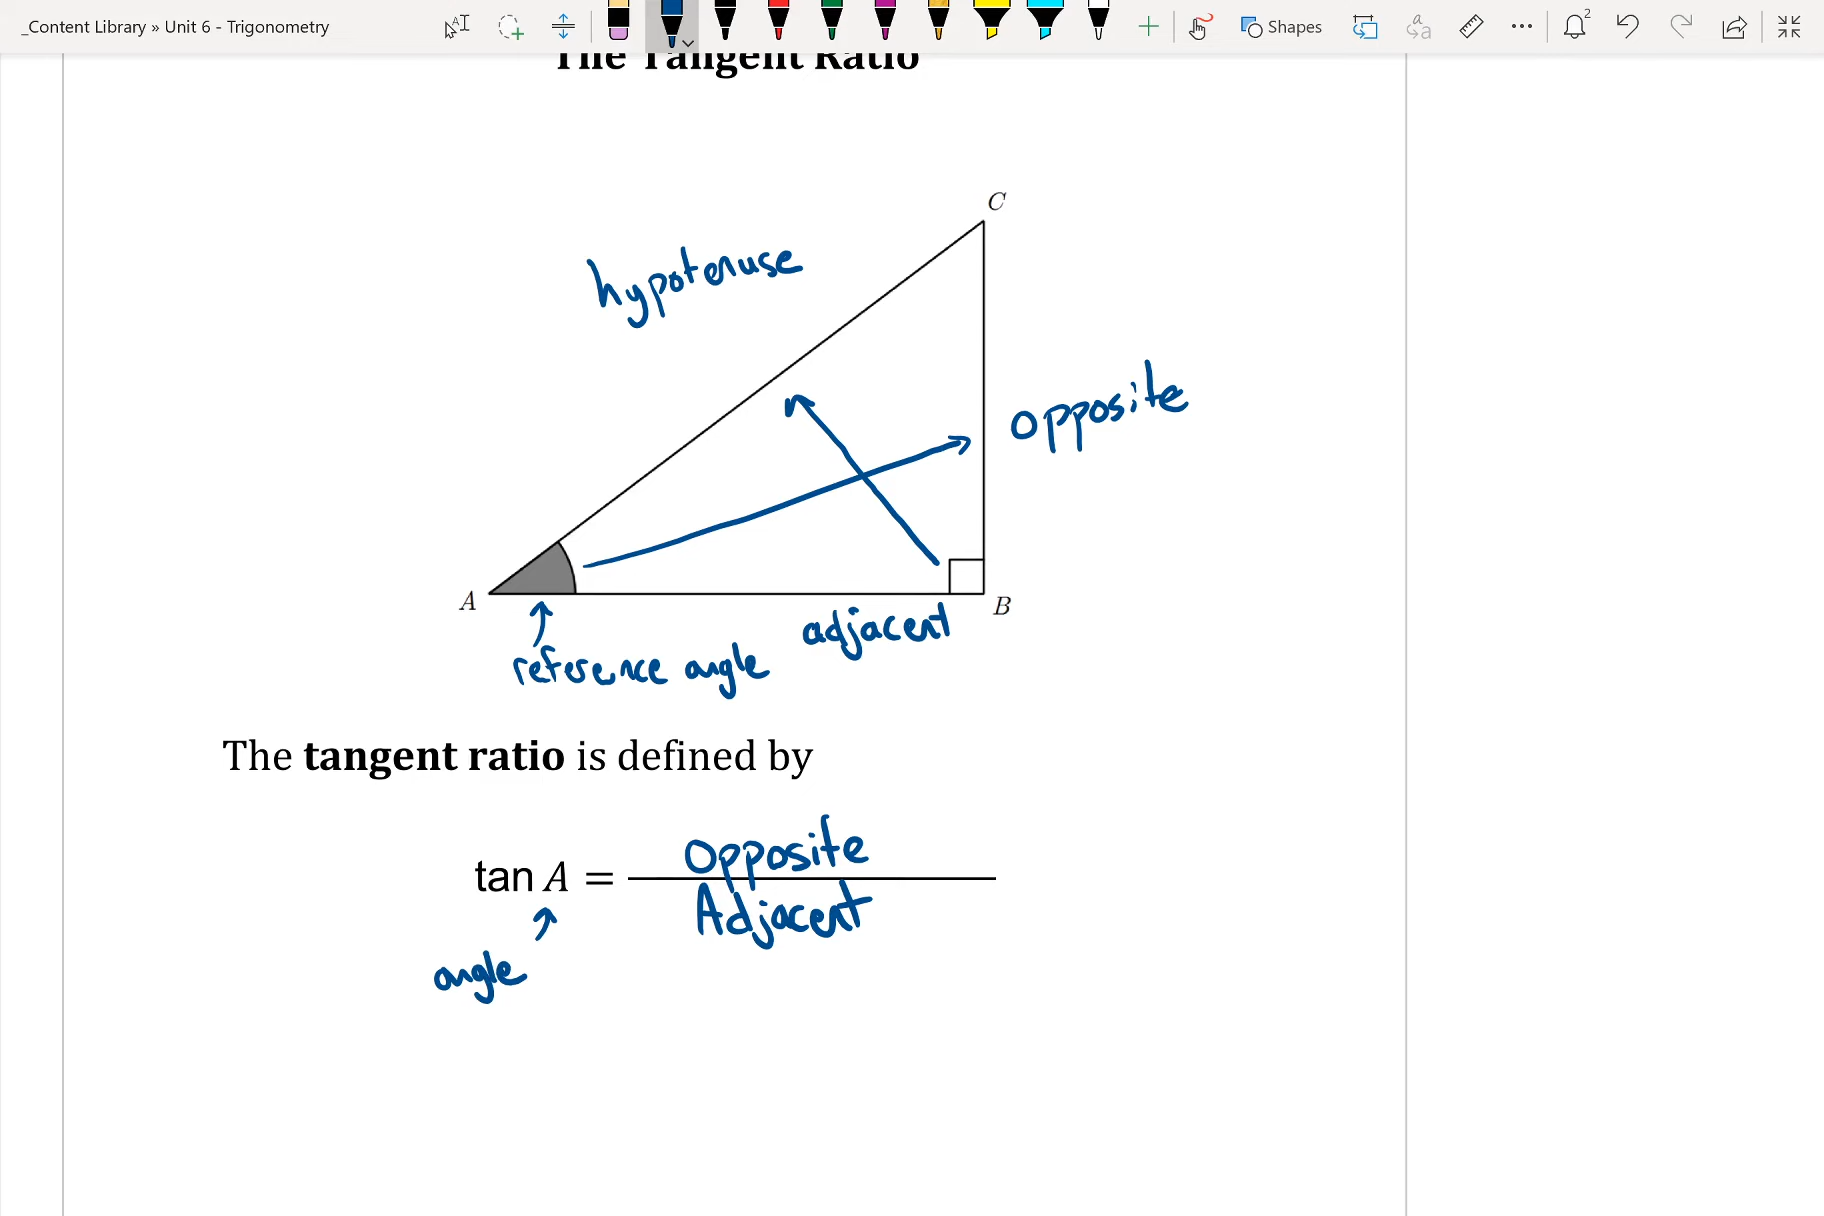 _Content Library » Unit 6 - Trigonometry
Shapes
2
The Tangent Ratio
C
hypotenuse
opposite
A
B
adjacent
reference angle
The tangent ratio is defined by
Opposite
tan A =
Adjacent
angle